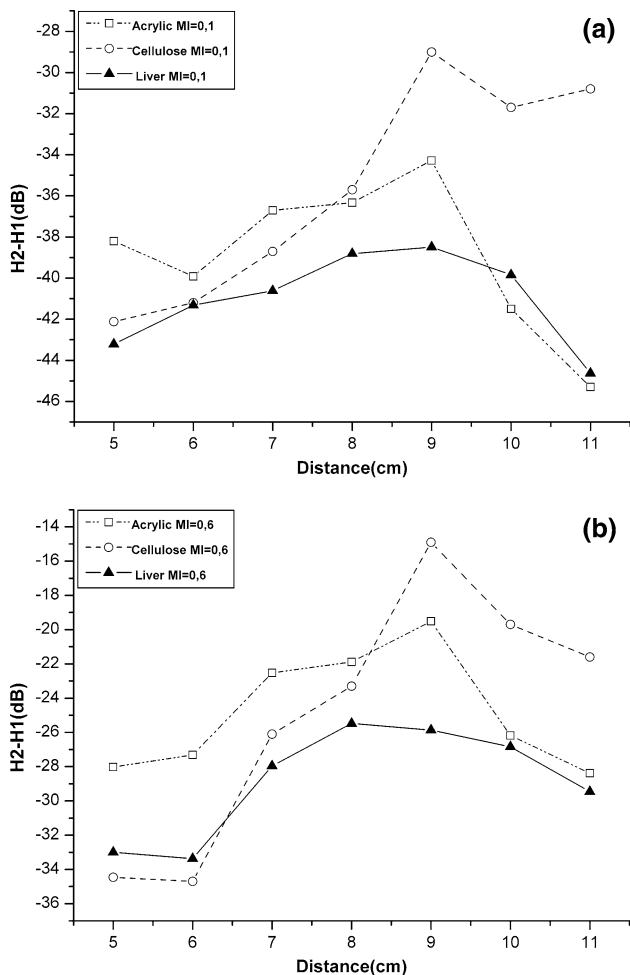 (a)
Acrylic MI=0,1
Cellulose MI=0,1
Liver MI=0,1
H2-H1(dB)
-28
-30
-32
-34
-36
-38
-40
-42
-44
-46
5 6 7 8 9 10 11
Distance(cm)
(b)
Acrylic MI=0,6
Cellulose MI=0,6
Liver MI=0,6
H2-H1(dB)
-14
-16
-18
-20
-22
-24
-26
-28
-30
-32
-34
-36
5 6 7 8 9 10 11
Distance(cm)